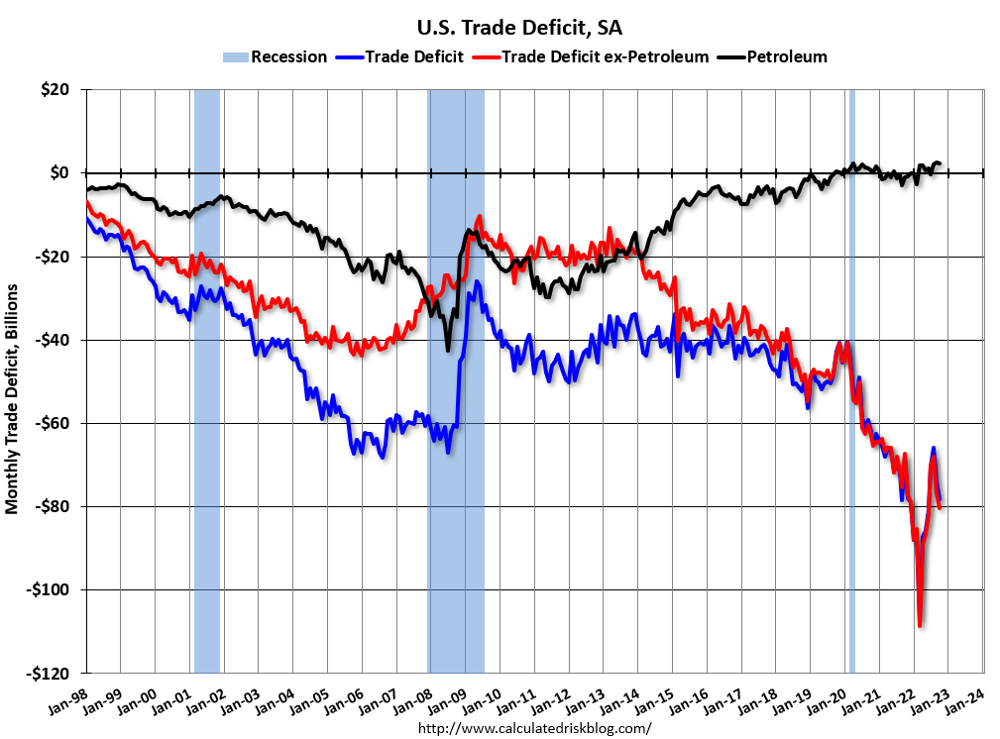 U.S. Trade Deficit, SA
Recession Trade Deficit Trade Deficit ex-Petroleum Petroleum
Monthly Trade Deficit, Billions
$20
$0
-$20
-$40
-$60
-$80
-$100
-$120
Jan-98 Jan-99 Jan-00 Jan-01 Jan-02 Jan-03 Jan-04 Jan-05 Jan-06 Jan-07 Jan-08 Jan-09 Jan-10 Jan-11 Jan-12 Jan-13 Jan-14 Jan-15 Jan-16 Jan-17 Jan-18 Jan-19 Jan-20 Jan-21 Jan-22 Jan-23 Jan-24
http://www.calculatedriskblog.com/